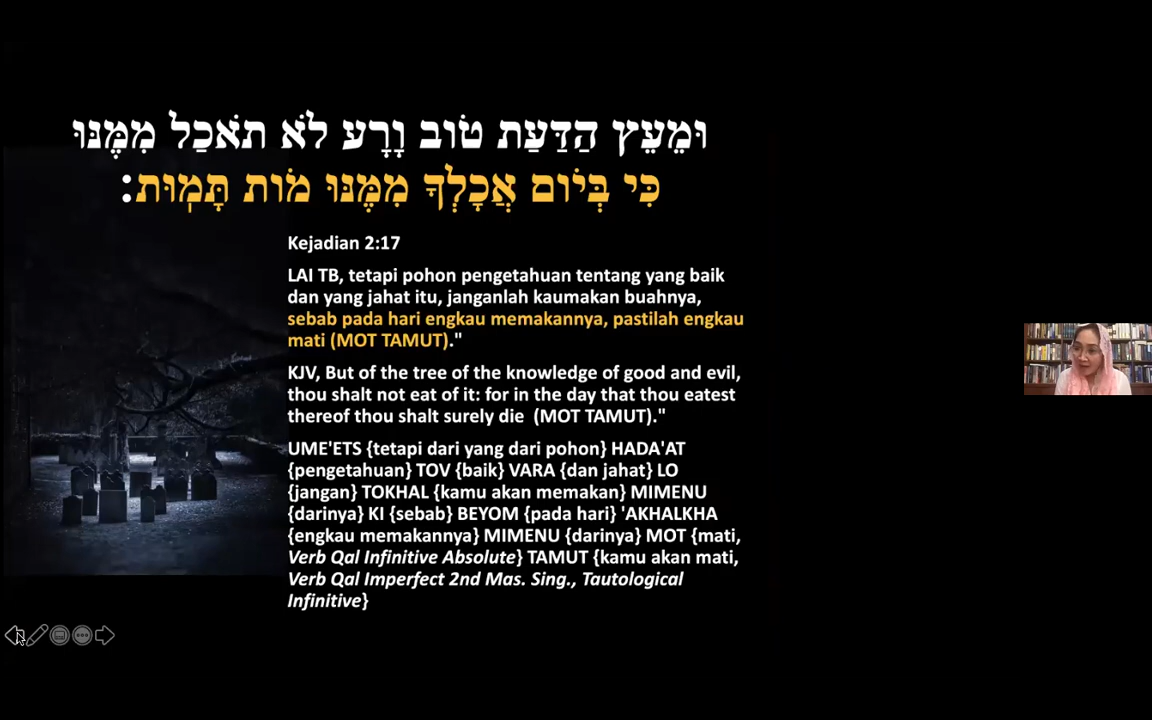 וּמֵעֵץ הַדַּעַת טוֹב וָרָע לֹא תֹאכַל מִמֶּנּוּ
כִּי בְּיוֹם אֲכָלְךָ מִמֶּנּוּ מוֹת תָּמֽוּת׃
Kejadian 2:17
LAI TB, tetapi pohon pengetahuan tentang yang baik
dan yang jahat itu, janganlah kaumakan buahnya,
sebab pada hari engkau memakannya, pastilah engkau
mati (MOT TAMUT)."
KJV, But of the tree of the knowledge of good and evil,
thou shalt not eat of it: for in the day that thou eatest
thereof thou shalt surely die  (MOT TAMUT)."
UME'ETS {tetapi dari yang dari pohon} HADA'AT
{pengetahuan} TOV {baik} VARA {dan jahat} LO
{jangan} TOKHAL {kamu akan memakan} MIMENU
{darinya} KI {sebab} BEYOM {pada hari} 'AKHALKHA
{engkau memakannya} MIMENU {darinya} MOT {mati,
Verb Qal Infinitive Absolute} TAMUT {kamu akan mati,
Verb Qal Imperfect 2nd Mas. Sing., Tautological
Infinitive}